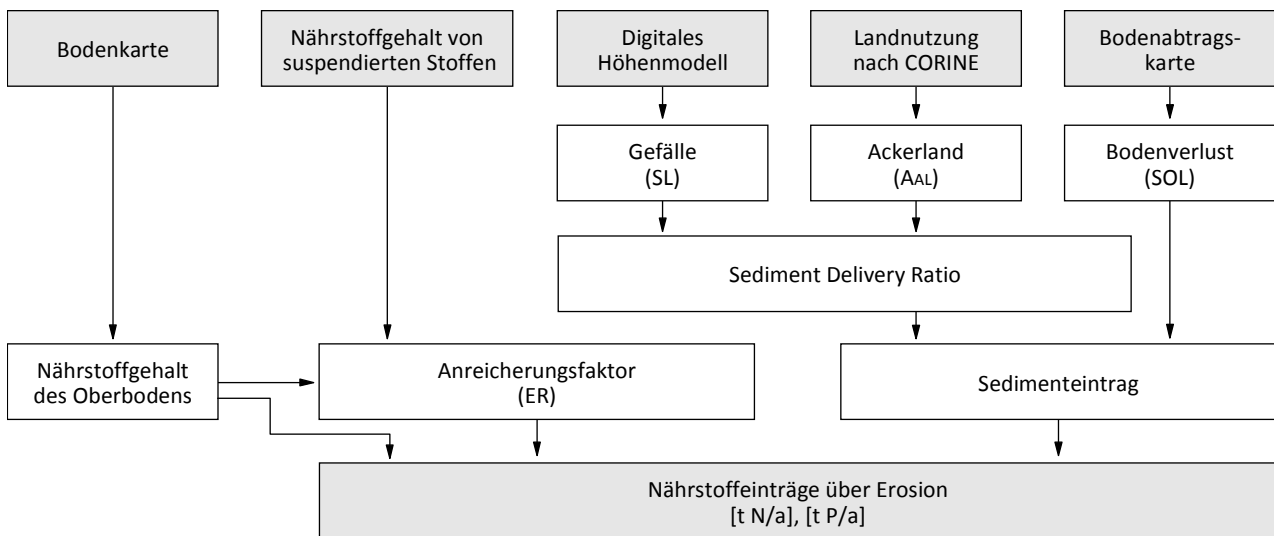 Bodenkarte
Nährstoffgehalt von
suspendierten Stoffen
Digitales
Höhenmodell
Landnutzung
nach CORINE
Bodenabtrags-
karte
Gefälle
(SL)
Ackerland
(AAL)
Bodenverlust
(SOL)
Sediment Delivery Ratio
Nährstoffgehalt
des Oberbodens
Anreicherungsfaktor
(ER)
Sedimenteintrag
Nährstoffeinträge über Erosion
[t N/a], [t P/a]